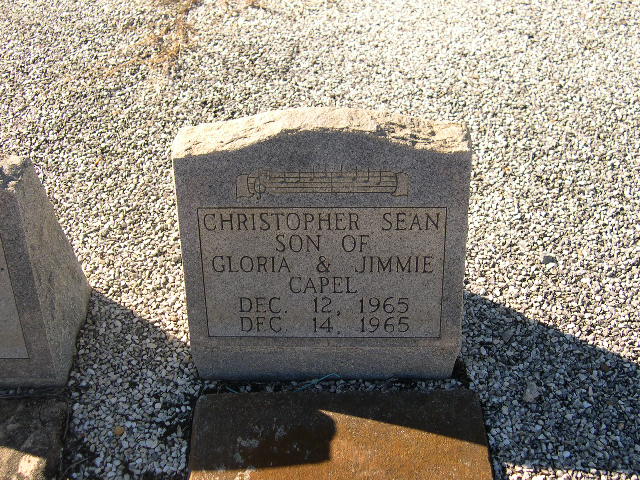 CHRISTOPHER SEAN
SON OF
GLORIA & JIMMIE
CAPEL
DEC. 12, 1965
DEC. 14, 1965